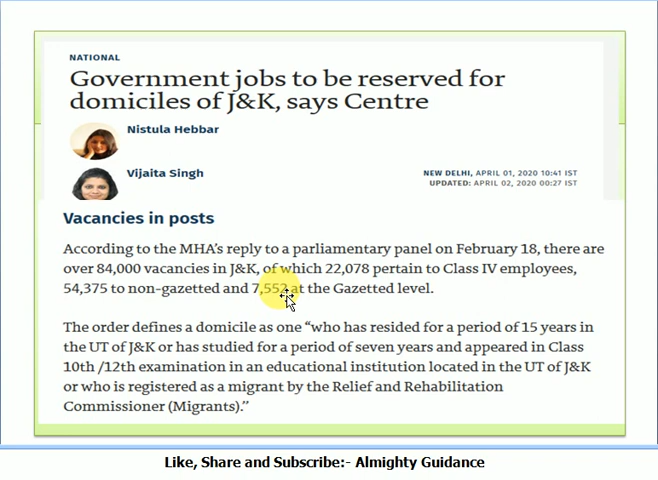 NATIONAL
Government jobs to be reserved for
domiciles of J&K, says Centre
Nistula Hebbar
Vijaita Singh
NEW DELHI, APRIL 01, 2020 10:41 IST
UPDATED: APRIL 02, 2020 00:27 IST
Vacancies in posts
According to the MHA’s reply to a parliamentary panel on February 18, there are
over 84,000 vacancies in J&K, of which 22,078 pertain to Class IV employees,
54,375 to non-gazetted and 7,552 at the Gazetted level.
The order defines a domicile as one “who has resided for a period of 15 years in
the UT of J&K or has studied for a period of seven years and appeared in Class
10th /12th examination in an educational institution located in the UT of J&K
or who is registered as a migrant by the Relief and Rehabilitation
Commissioner (Migrants).”
Like, Share and Subscribe:- Almighty Guidance